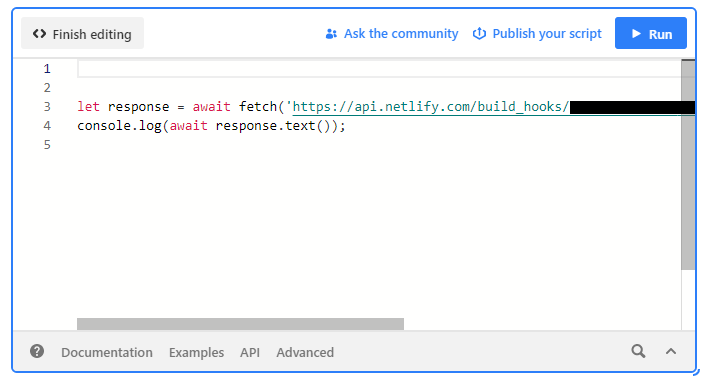 <> Finish editing
Ask the community
Publish your script
Run
1
2
3 let response = await fetch('https://api.netlify.com/build_hooks/
4 console.log(await response.text());
5
? Documentation Examples API Advanced